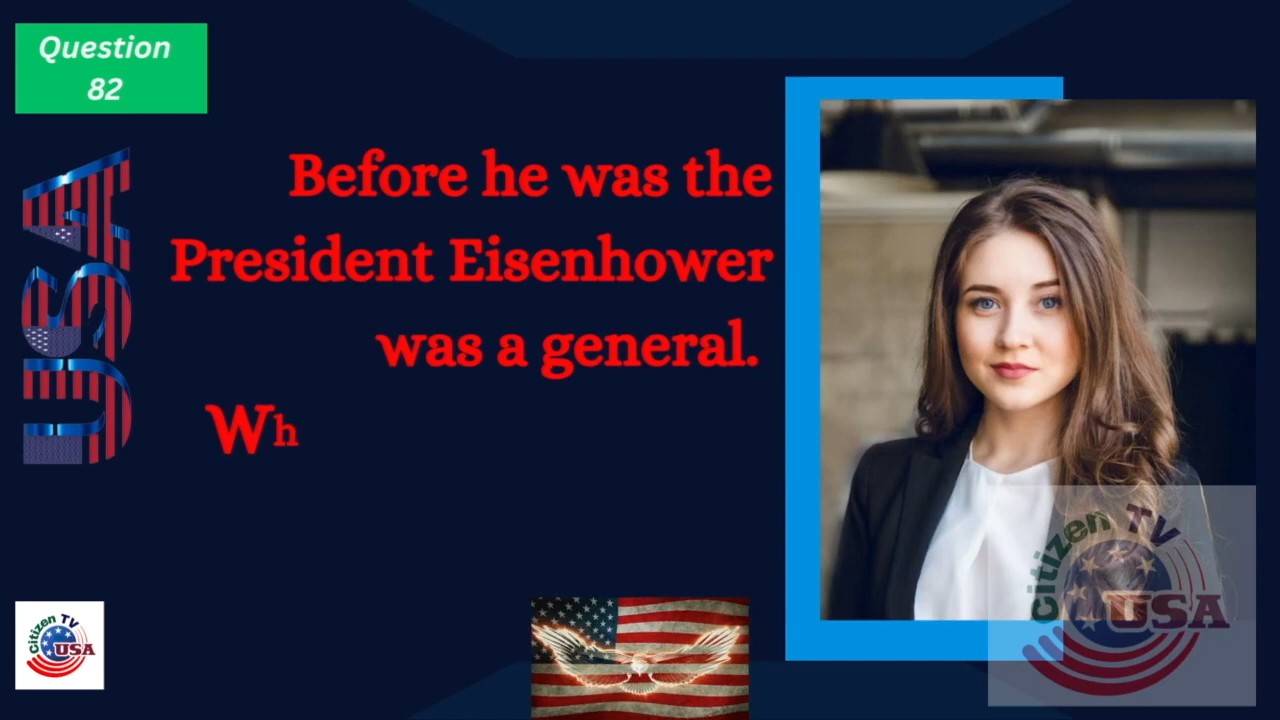 Question
82
Before he was the
President Eisenhower
was a general.
Wh
USA
Citizen TV
USA
Citizen TV
USA